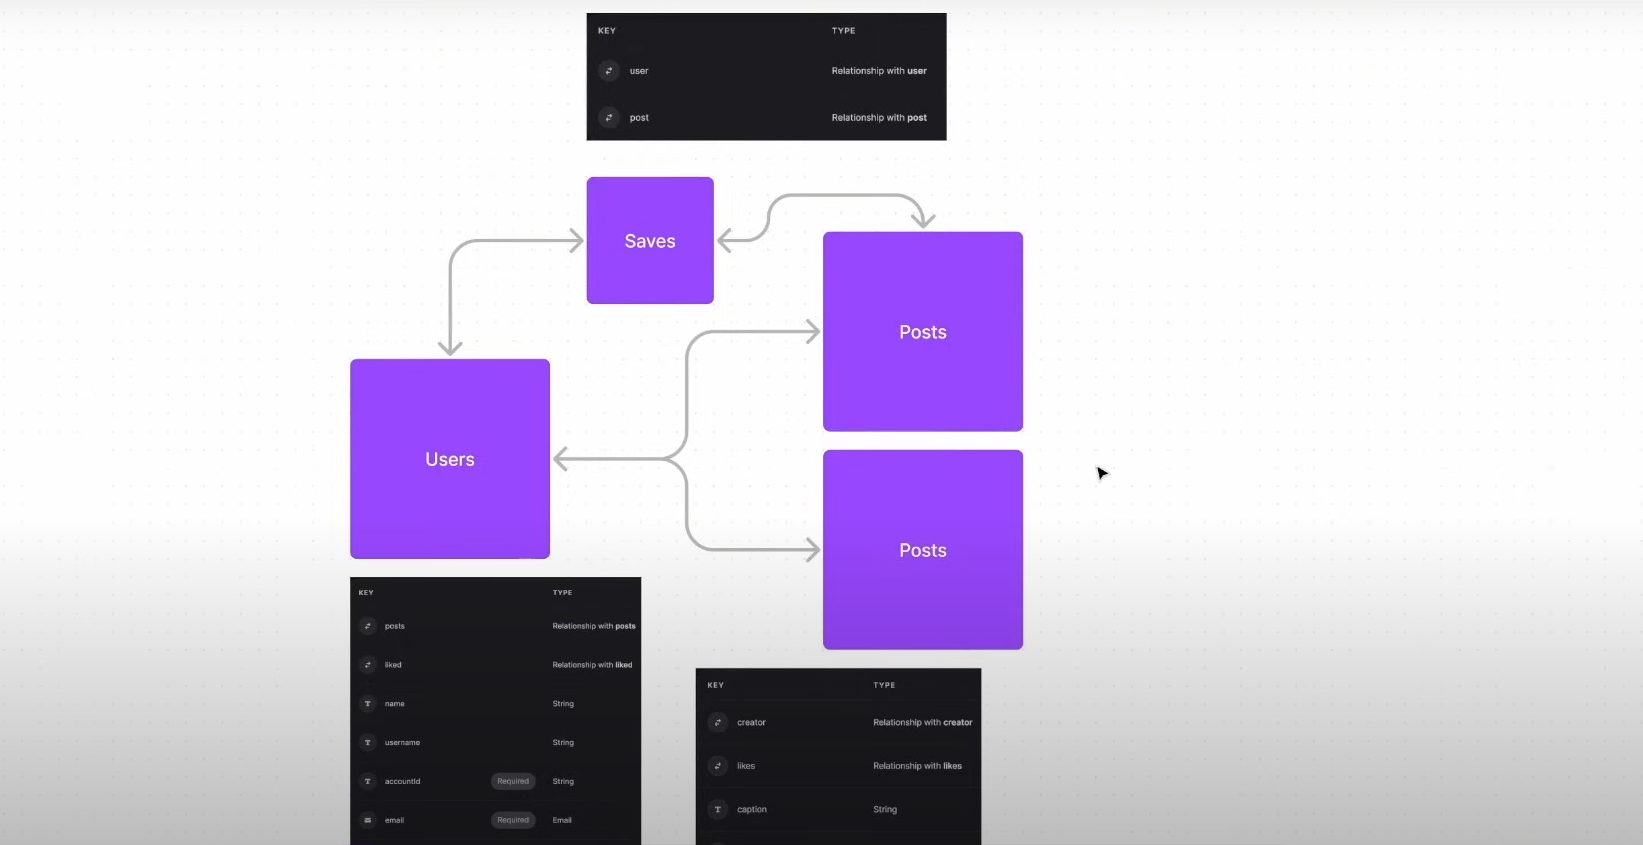 KEY TYPE
user Relationship with user
post Relationship with post
Saves
Posts
Users
Posts
KEY TYPE
posts Relationship with posts
liked Relationship with liked
name String
username String
accountId Required String
email Required Email
KEY TYPE
creator Relationship with creator
likes Relationship with likes
caption String